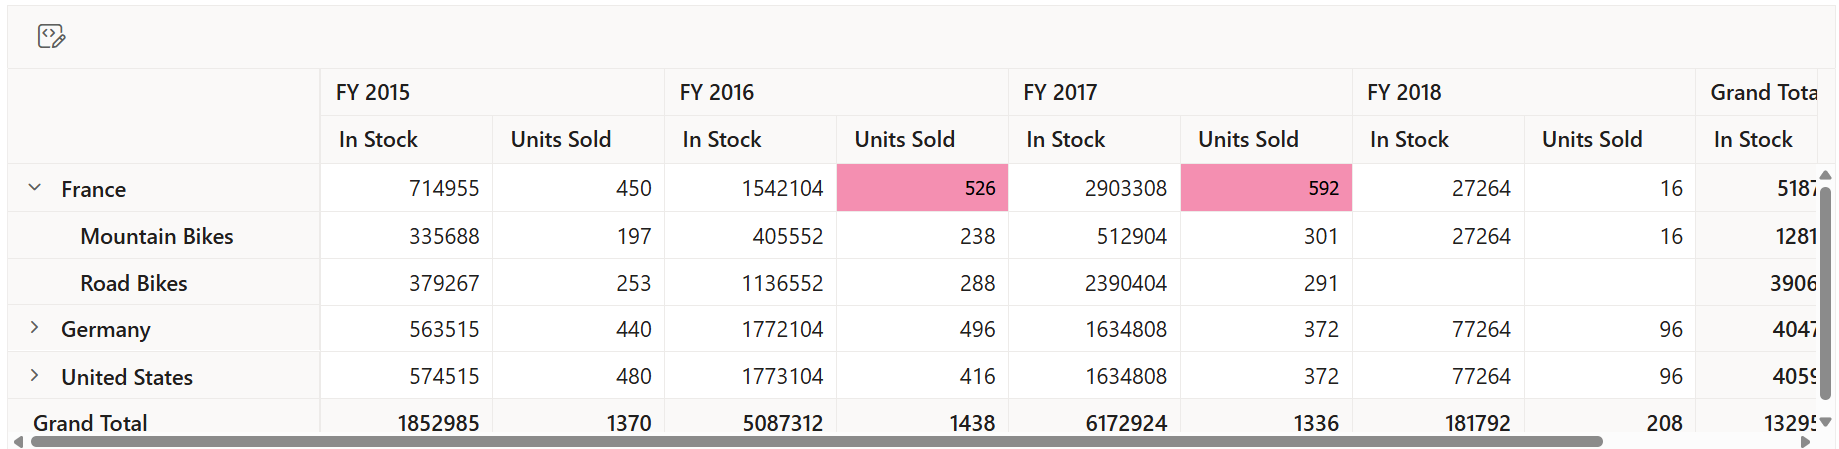 FY 2015 FY 2016 FY 2017 FY 2018 Grand Tota
In Stock Units Sold In Stock Units Sold In Stock Units Sold In Stock Units Sold In Stock
France 714955 450 1542104 526 2903308 592 27264 16 5187
Mountain Bikes 335688 197 405552 238 512904 301 27264 16 1281
Road Bikes 379267 253 1136552 288 2390404 291 3906
Germany 563515 440 1772104 496 1634808 372 77264 96 4047
United States 574515 480 1773104 416 1634808 372 77264 96 4059
Grand Total 1852985 1370 5087312 1438 6172924 1336 181792 208 13295